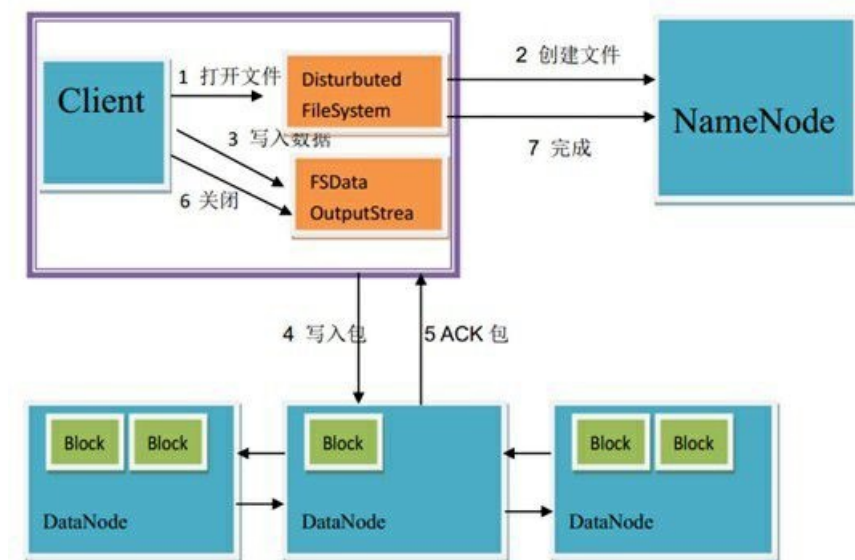 Client
1 打开文件
Disturbuted
FileSystem
2 创建文件
NameNode
3 写入数据
7 完成
FSData
OutputStrea
6 关闭
4 写入包
5 ACK 包
Block Block
DataNode
Block
DataNode
Block Block
DataNode